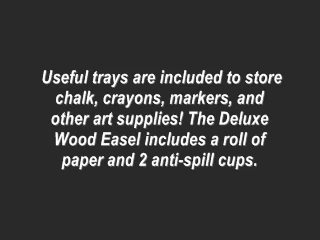 Useful trays are included to store
chalk, crayons, markers, and
other art supplies! The Deluxe
Wood Easel includes a roll of
paper and 2 anti-spill cups.